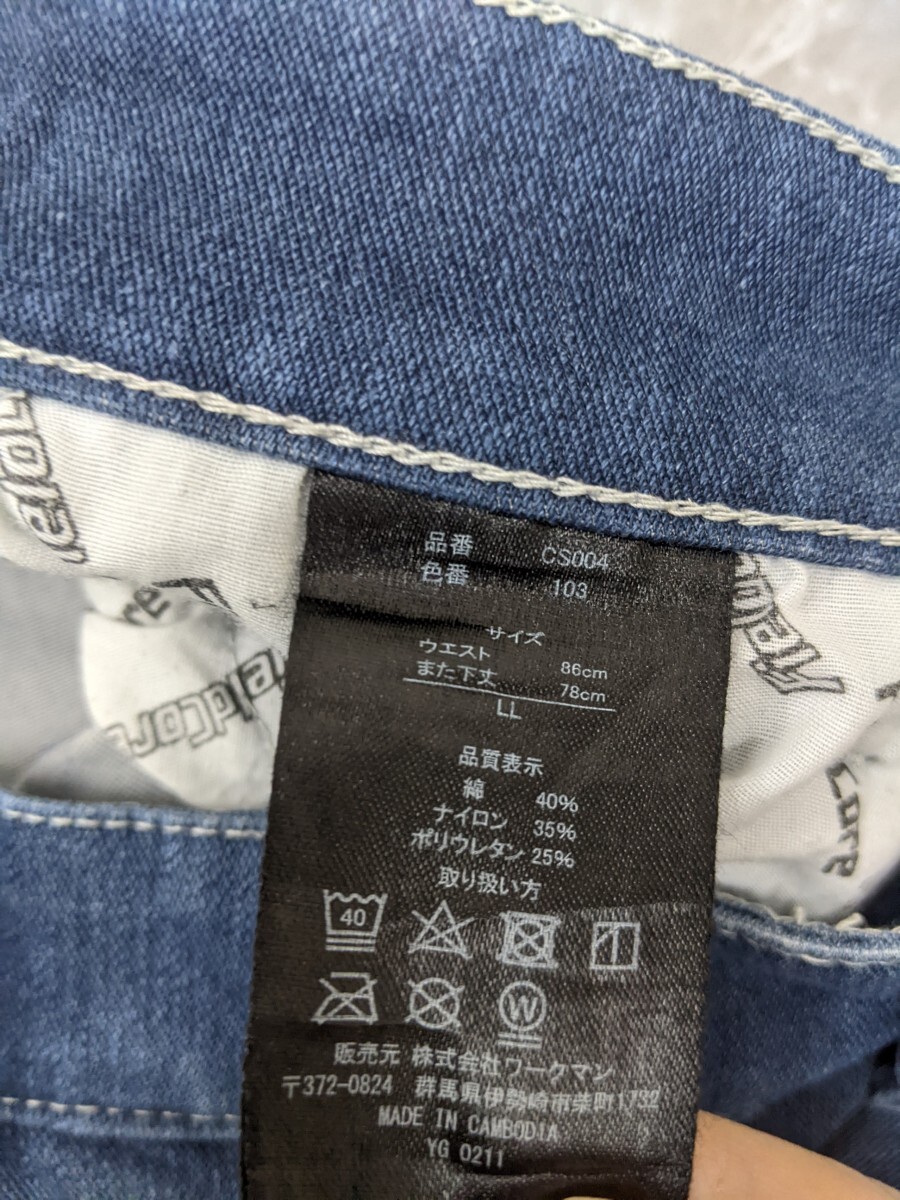 品番 CS004
色番 103
サイズ
ウエスト 86cm
また下丈 78cm
LL
品質表示
綿 40%
ナイロン 35%
ポリウレタン 25%
取り扱い方
40
W
販売元 株式会社ワークマン
〒372-0824 群馬県伊勢崎市柴町1732
MADE IN CAMBODIA
YG 0211
FieldCore
Core